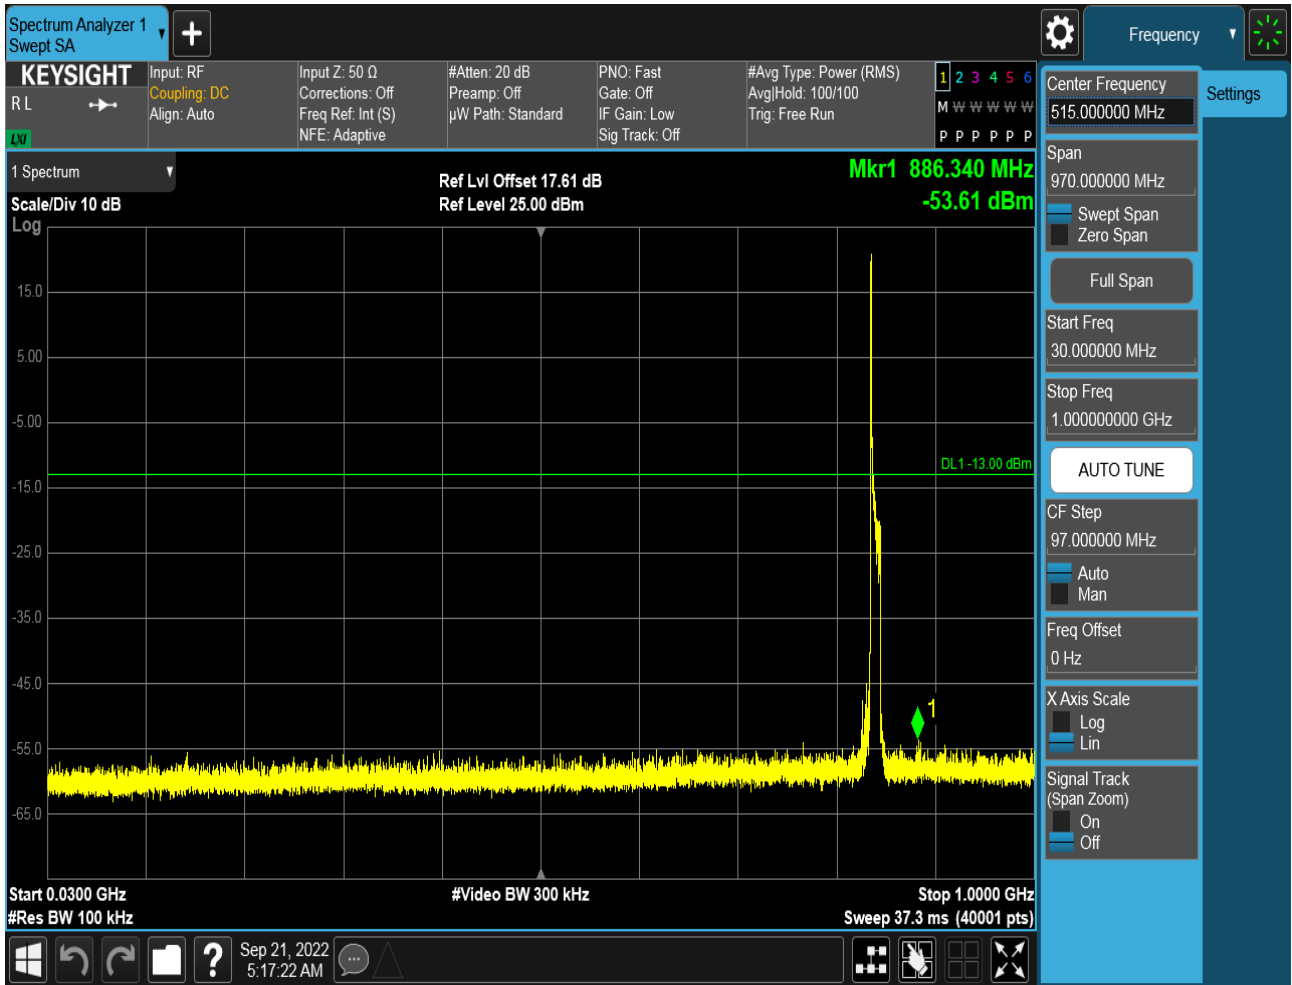 Spectrum Analyzer 1
Swept SA
Frequency
KEYSIGHT
R L
LXI
Input: RF
Coupling: DC
Align: Auto
Input Z: 50 Ω
Corrections: Off
Freq Ref: Int (S)
NFE: Adaptive
#Atten: 20 dB
Preamp: Off
µW Path: Standard
PNO: Fast
Gate: Off
IF Gain: Low
Sig Track: Off
#Avg Type: Power (RMS)
Avg|Hold: 100/100
Trig: Free Run
1 2 3 4 5 6
M W W W W W
P P P P P P
1 Spectrum
Scale/Div 10 dB
Log
Ref Lvl Offset 17.61 dB
Ref Level 25.00 dBm
Mkr1 886.340 MHz
-53.61 dBm
15.0
5.00
-5.00
-15.0
-25.0
-35.0
-45.0
-55.0
-65.0
DL1 -13.00 dBm
1
Start 0.0300 GHz
#Res BW 100 kHz
#Video BW 300 kHz
Stop 1.0000 GHz
Sweep 37.3 ms (40001 pts)
Center Frequency
515.000000 MHz
Settings
Span
970.000000 MHz
Swept Span
Zero Span
Full Span
Start Freq
30.000000 MHz
Stop Freq
1.000000000 GHz
AUTO TUNE
CF Step
97.000000 MHz
Auto
Man
Freq Offset
0 Hz
X Axis Scale
Log
Lin
Signal Track
(Span Zoom)
On
Off
?
Sep 21, 2022
5:17:22 AM